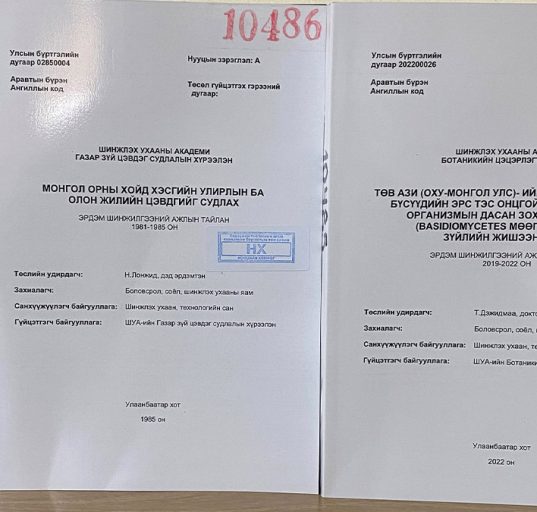 10486
Улсын бүртгэлийн
дугаар 02850004
Нууцын зэрэглэл: А
Аравтын бүрэн
Ангиллын код
Төсөл гүйцэтгэх гэрээний
дугаар:
ШИНЖЛЭХ УХААНЫ АКАДЕМИ
ГАЗАР ЗҮЙ ЦЭВДЭГ СУДЛАЛЫН ХҮРЭЭЛЭН
МОНГОЛ ОРНЫ ХОЙД ХЭСГИЙН УЛИРЛЫН БА
ОЛОН ЖИЛИЙН ЦЭВДГИЙГ СУДЛАХ
ЭРДЭМ ШИНЖИЛГЭЭНИЙ АЖЛЫН ТАЙЛАН
1981-1985 ОН
НХ
Төслийн удирдагч: Н.Лонжид, дэд эрдэмтэн
Захиалагч: Боловсрол, соёл, шинжлэх ухааны яам
Санхүүжүүлэгч байгууллага: Шинжлэх ухаан, технологийн сан
Гүйцэтгэгч байгууллага: ШУА-ийн Газар зүй цэвдэг судлалын хүрээлэн
Улаанбаатар хот
1985 он
Улсын бүртгэлийн
дугаар 202200026
Аравтын бүрэн
Ангиллын код
ШИНЖЛЭХ УХААНЫ А
БОТАНИКИЙН ЦЭЦЭРЛЭГ
ТӨВ АЗИ (ОХУ-МОНГОЛ УЛС)- ИЙ
БҮСҮҮДИЙН ЭРС ТЭС ОНЦГОЙ
ОРГАНИЗМЫН ДАСАН ЗОХ
(BASIDIOMYCETES МӨӨГ
ЗҮЙЛИЙН ЖИШЭЭН
ЭРДЭМ ШИНЖИЛГЭЭНИЙ АЖ
2019-2022 ОН
Төслийн удирдагч: Т.Дэжидмаа, докто
Захиалагч: Боловсрол, соёл,
Санхүүжүүлэгч байгууллага: Шинжлэх ухаан, те
Гүйцэтгэгч байгууллага: ШУА-ийн Ботаник
Улаанбаатар хот
2022 он